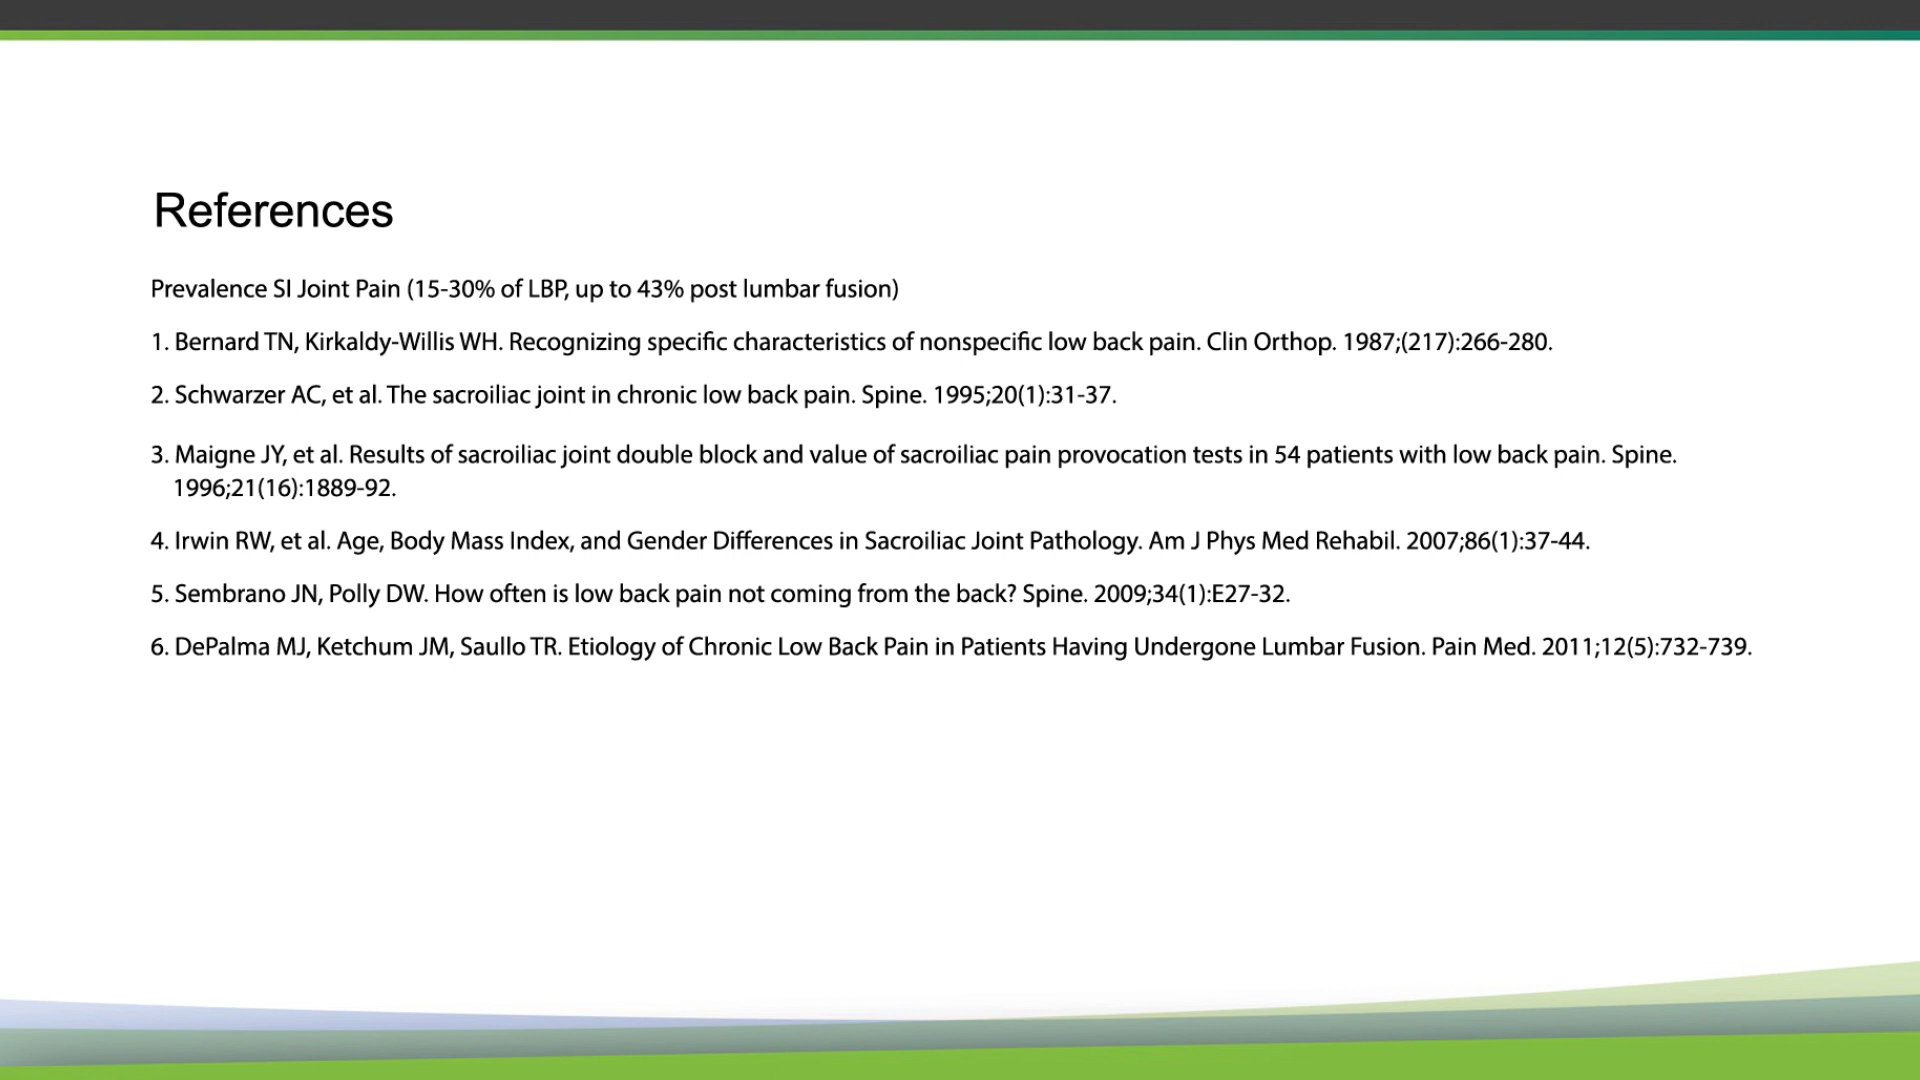 References
Prevalence SI Joint Pain (15-30% of LBP, up to 43% post lumbar fusion)
1. Bernard TN, Kirkaldy-Willis WH. Recognizing specific characteristics of nonspecific low back pain. Clin Orthop. 1987;(217):266-280.
2. Schwarzer AC, et al. The sacroiliac joint in chronic low back pain. Spine. 1995;20(1):31-37.
3. Maigne JY, et al. Results of sacroiliac joint double block and value of sacroiliac pain provocation tests in 54 patients with low back pain. Spine.
1996;21(16):1889-92.
4. Irwin RW, et al. Age, Body Mass Index, and Gender Differences in Sacroiliac Joint Pathology. Am J Phys Med Rehabil. 2007;86(1):37-44.
5. Sembrano JN, Polly DW. How often is low back pain not coming from the back? Spine. 2009;34(1):E27-32.
6. DePalma MJ, Ketchum JM, Saullo TR. Etiology of Chronic Low Back Pain in Patients Having Undergone Lumbar Fusion. Pain Med. 2011;12(5):732-739.